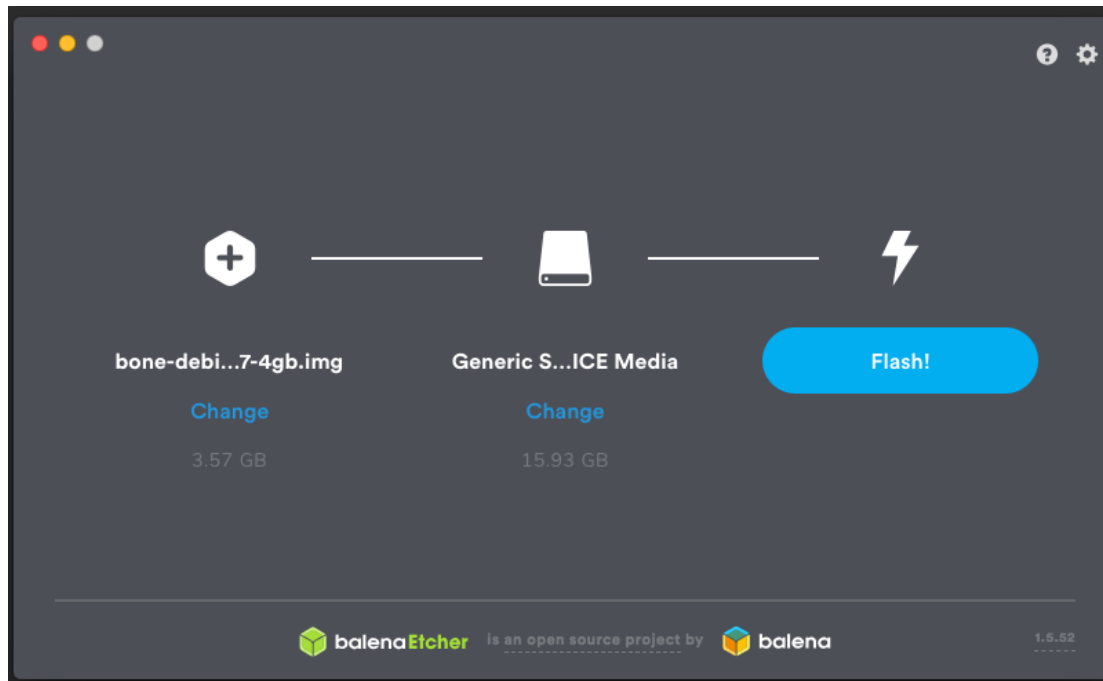 bone-debi...7-4gb.img
Generic S...ICE Media
Flash!
Change
Change
3.57 GB
15.93 GB
balenaEtcher is an open source project by balena
1.5.52